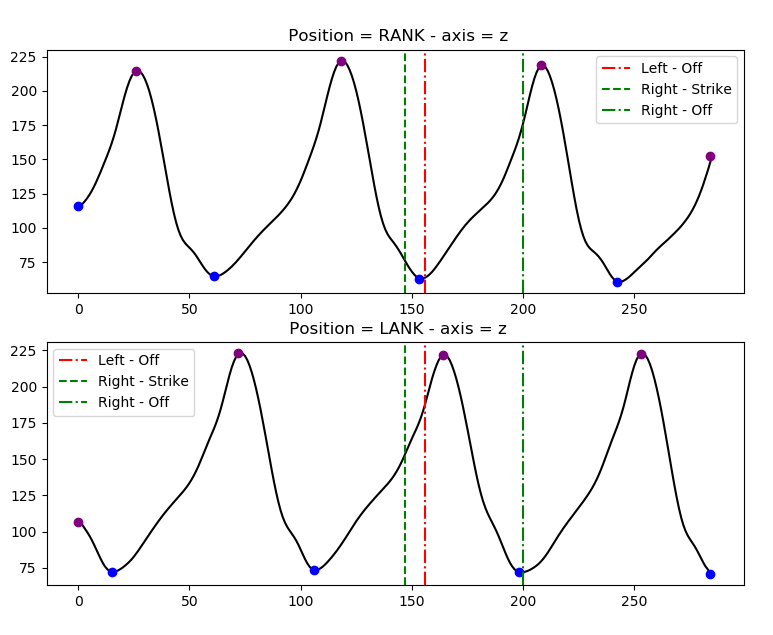 Position = RANK - axis = z
225
200
175
150
125
100
75
Left - Off
Right - Strike
Right - Off
0 50 100 150 200 250
Position = LANK - axis = z
225
200
175
150
125
100
75
Left - Off
Right - Strike
Right - Off
0 50 100 150 200 250